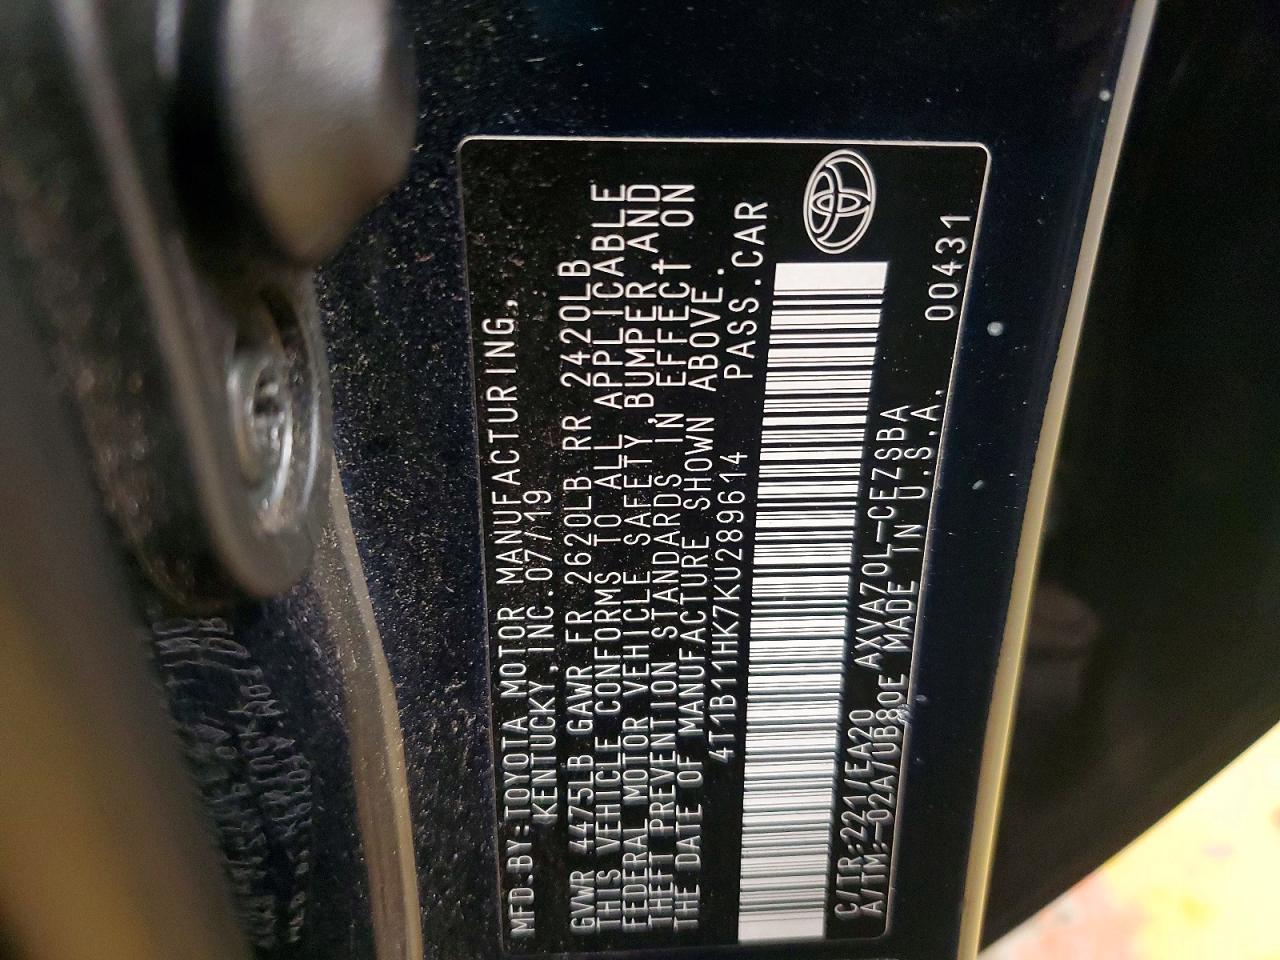 MFD.BY:TOYOTA MOTOR MANUFACTURING,
KENTUCKY,INC.07/19
GVWR 4475LB GAWR FR 2620LB RR 2420LB
THIS VEHICLE CONFORMS TO ALL APPLICABLE
FEDERAL MOTOR VEHICLE SAFETY,BUMPER,AND
THEFT PREVENTION STANDARDS IN EFFECT ON
THE DATE OF MANUFACTURE SHOWN ABOVE.
4T1B11HK7KU289614 PASS.CAR
C/TR:221/EA20 AXVA70L-CEZSBA
A/TM:-02A/UB80E MADE IN U.S.A.
00431